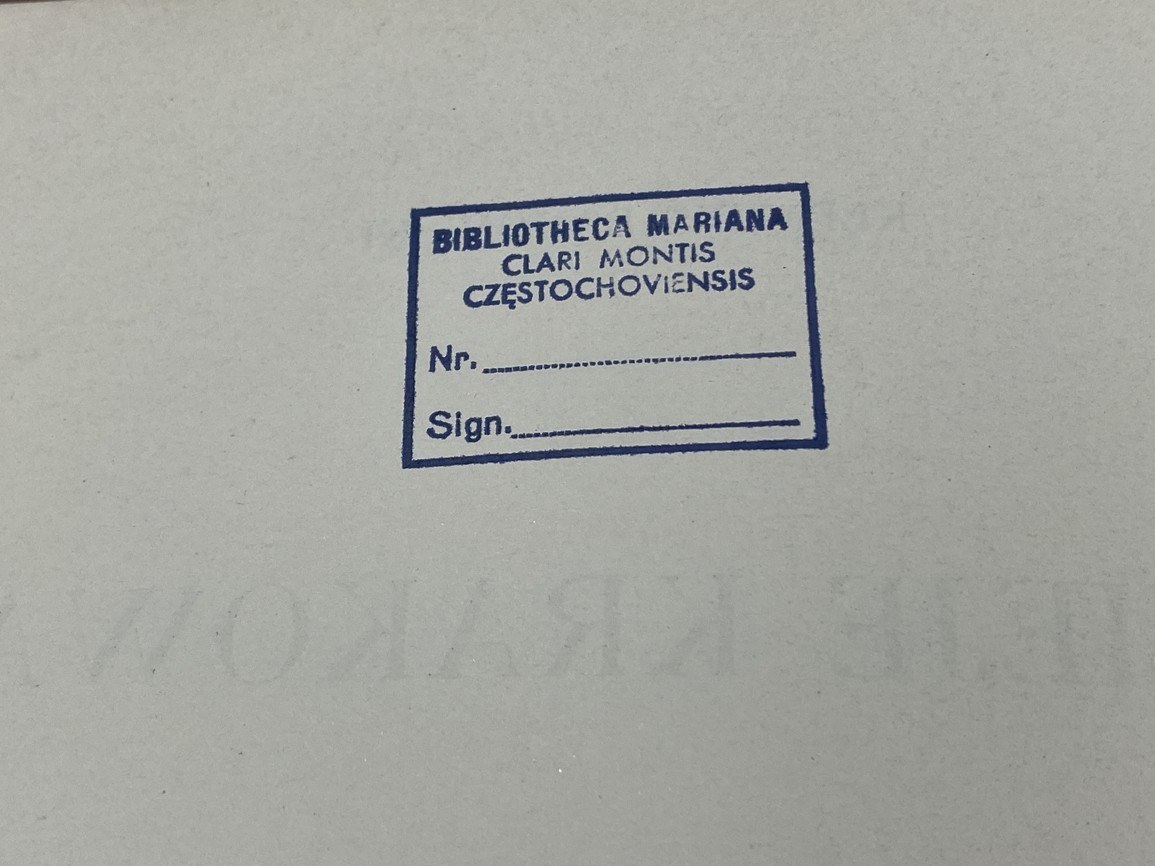 BIBLIOTHECA MARIANA
CLARI MONTIS
CZĘSTOCHOVIENSIS
Nr.
Sign.